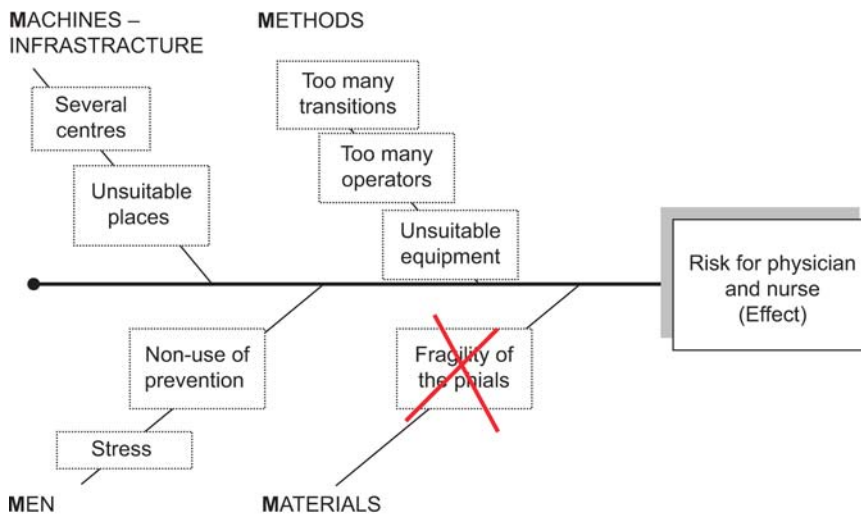 MACHINES –
INFRASTRACTURE
METHODS
Several
centres
Unsuitable
places
Too many
transitions
Too many
operators
Unsuitable
equipment
Risk for physician
and nurse
(Effect)
Non-use of
prevention
Stress
Fragility of
the phials
MEN
MATERIALS